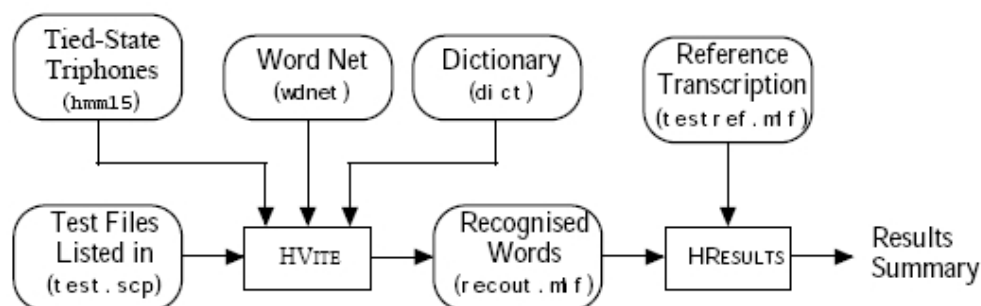 Tied-State
Triphones
(hmm15)
Word Net
(wdnet)
Dictionary
(dict)
Reference
Transcription
(testref.mlf)
Test Files
Listed in
(test.scp)
HVITE
Recognised
Words
(recout.mlf)
HRESULTS
Results
Summary